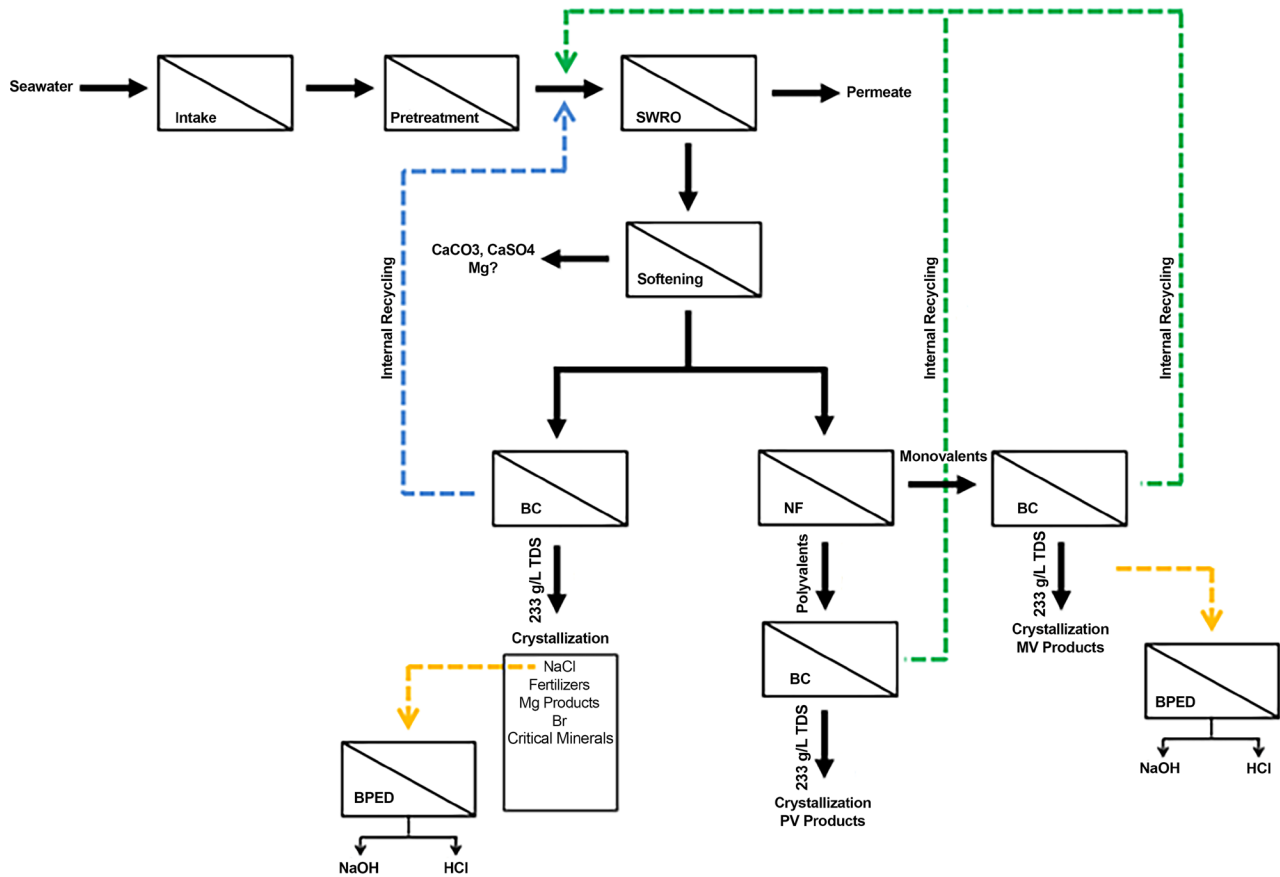 Seawater
Intake
Pretreatment
SWRO
Permeate
CaCO3, CaSO4
Mg?
Softening
Internal Recycling
Internal Recycling
Internal Recycling
BC
NF
Monovalents
BC
233 g/L TDS
Polyvalents
233 g/L TDS
Crystallization
Crystallization
MV Products
NaCl
Fertilizers
Mg Products
Br
Critical Minerals
BC
BPED
233 g/L TDS
BPED
NaOH
HCl
Crystallization
PV Products
NaOH
HCl